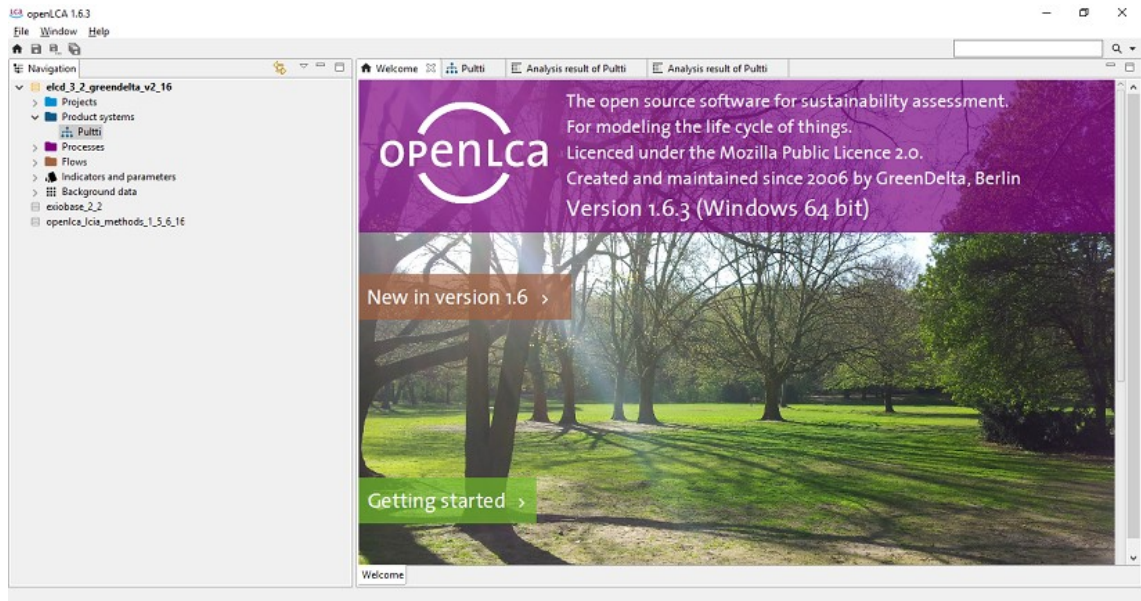 openLCA 1.6.3
File Window Help
Navigation
elcd_3_2_greendelta_v2_16
Projects
Product systems
Pultti
Processes
Flows
Indicators and parameters
Background data
exiobase_2_2
openlca_lcia_methods_1_5_6_16
Welcome Pultti Analysis result of Pultti Analysis result of Pultti
openLca
The open source software for sustainability assessment.
For modeling the life cycle of things.
Licenced under the Mozilla Public Licence 2.0.
Created and maintained since 2006 by GreenDelta, Berlin
Version 1.6.3 (Windows 64 bit)
New in version 1.6 ›
Getting started ›
Welcome